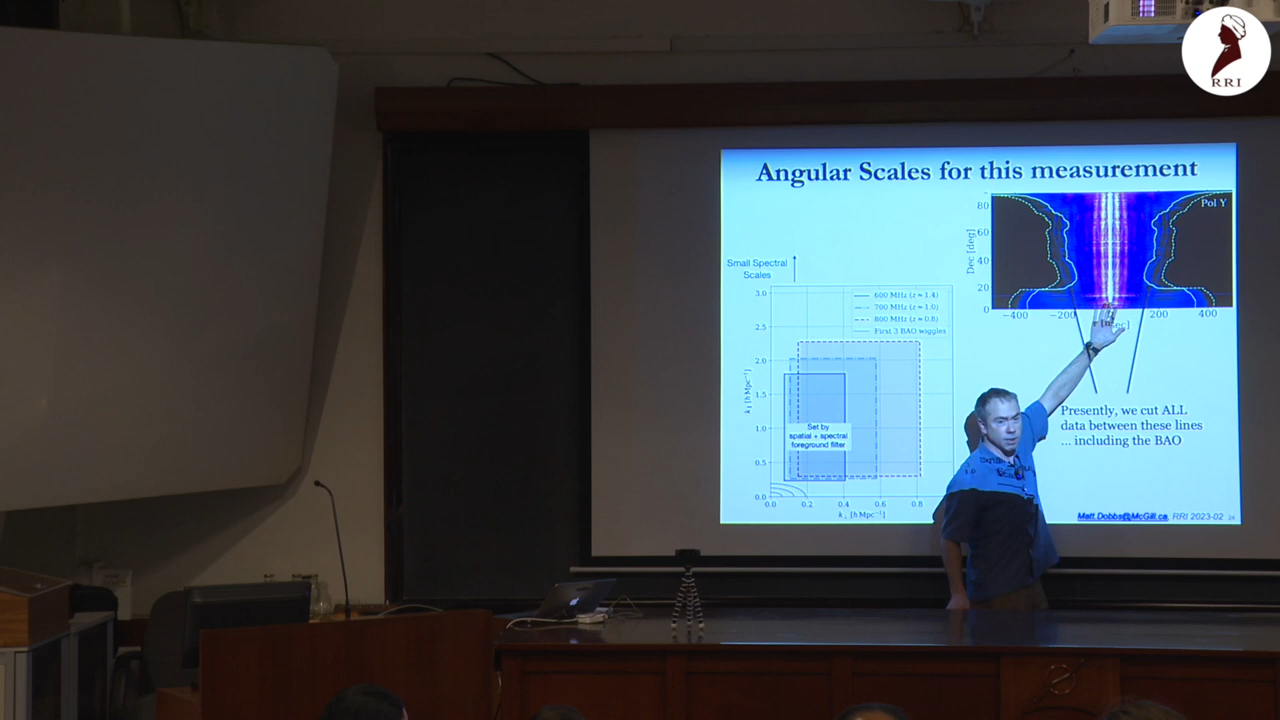 RRI
Angular Scales for this measurement
Pol Y
Dec [deg]
80
60
40
20
0
−400
−200
200
400
Small Spectral
Scales
600 MHz (z ≈ 1.4)
700 MHz (z ≈ 1.0)
800 MHz (z ≈ 0.8)
First 3 BAO wiggles
3.0
2.5
2.0
1.5
1.0
0.5
0.0
Set by
spatial + spectral
foreground filter
0.0
0.2
0.4
0.6
0.8
Presently, we cut ALL
data between these lines
... including the BAO
Matt.Dobbs@McGill.ca, RRI 2023-02 24